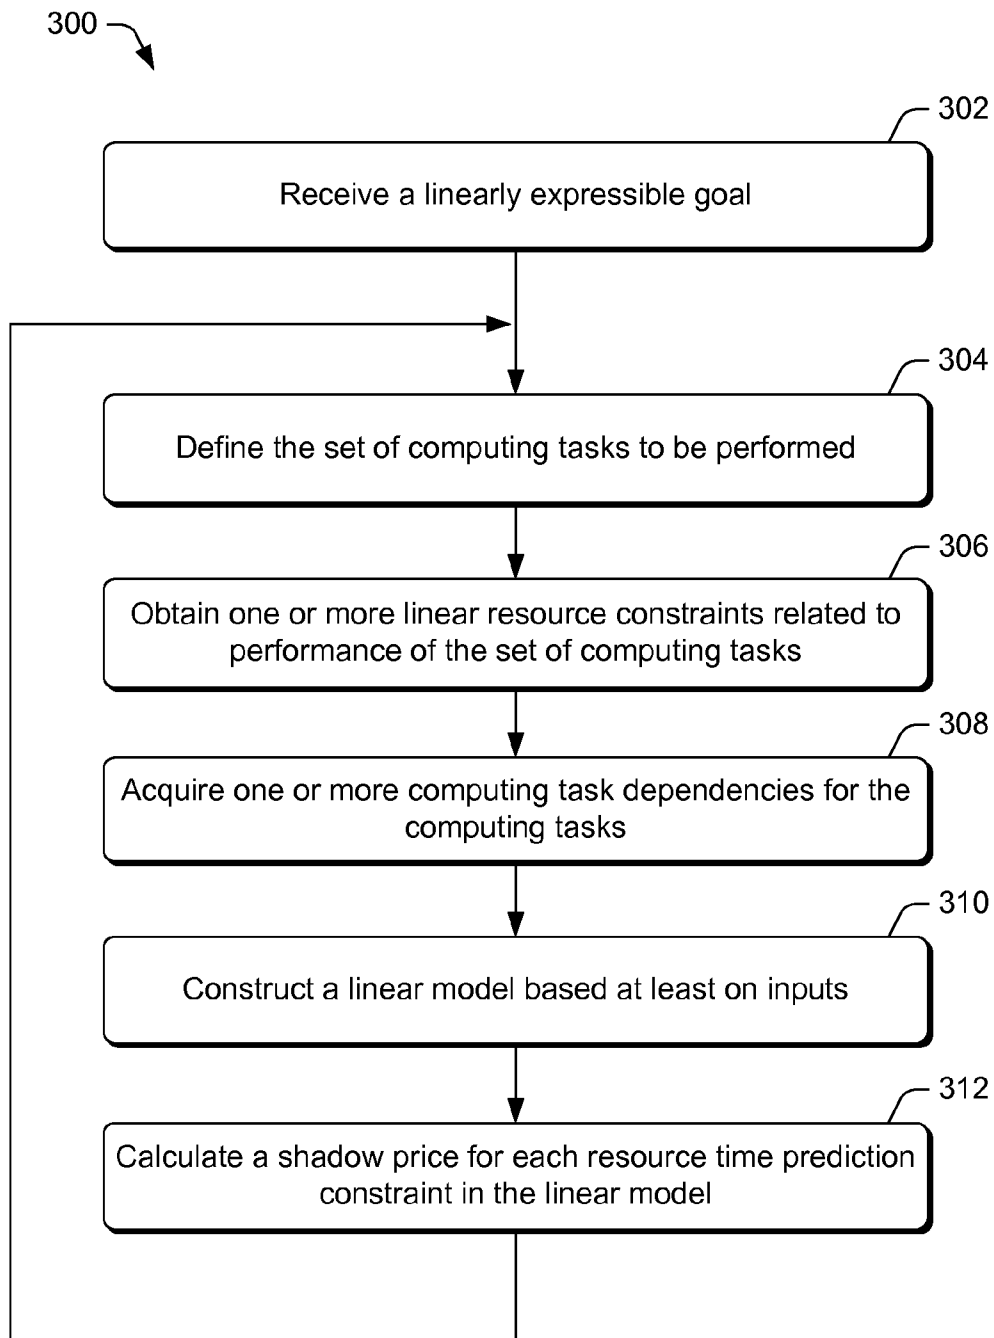 300
302
Receive a linearly expressible goal
304
Define the set of computing tasks to be performed
306
Obtain one or more linear resource constraints related to
performance of the set of computing tasks
308
Acquire one or more computing task dependencies for the
computing tasks
310
Construct a linear model based at least on inputs
312
Calculate a shadow price for each resource time prediction
constraint in the linear model